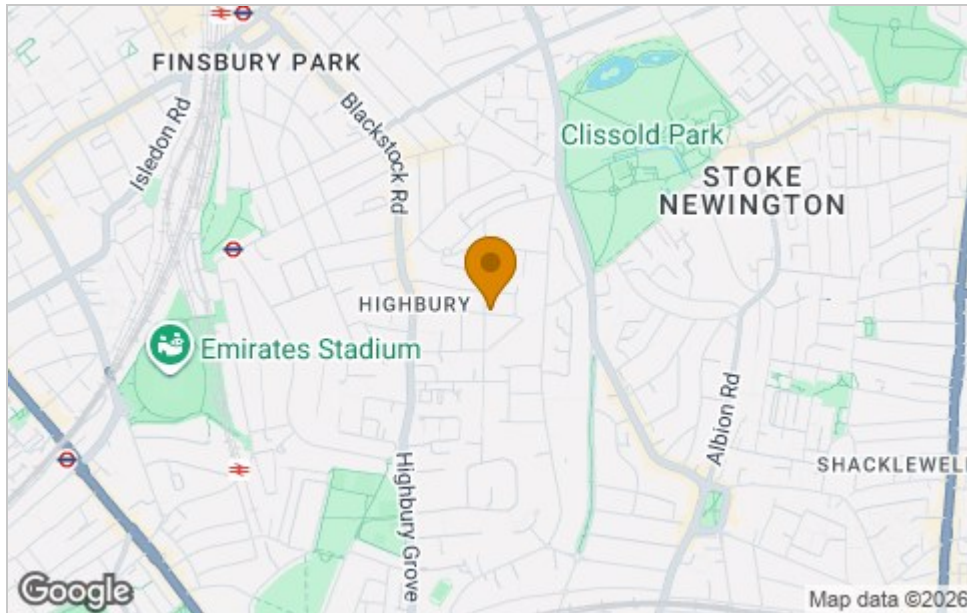 FINSBURY PARK
Isledon Rd
Blackstock Rd
Clissold Park
STOKE
NEWINGTON
HIGHBURY
Emirates Stadium
Albion Rd
SHACKLEWELL
Highbury Grove
Google
Map data ©2026